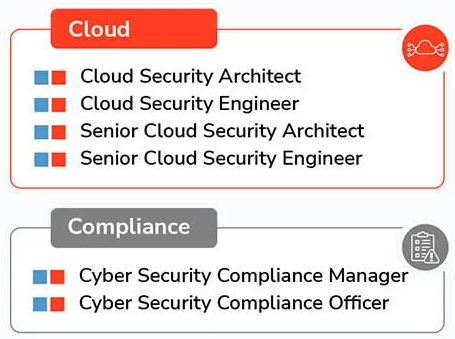 Cloud
Cloud Security Architect
Cloud Security Engineer
Senior Cloud Security Architect
Senior Cloud Security Engineer
Compliance
Cyber Security Compliance Manager
Cyber Security Compliance Officer